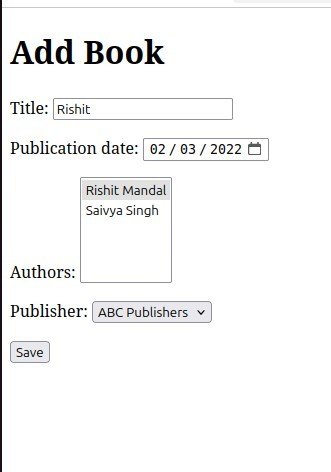 Add Book
Title: Rishit
Publication date: 02 / 03 / 2022
Rishit Mandal
Saivya Singh
Authors:
Publisher: ABC Publishers
Save